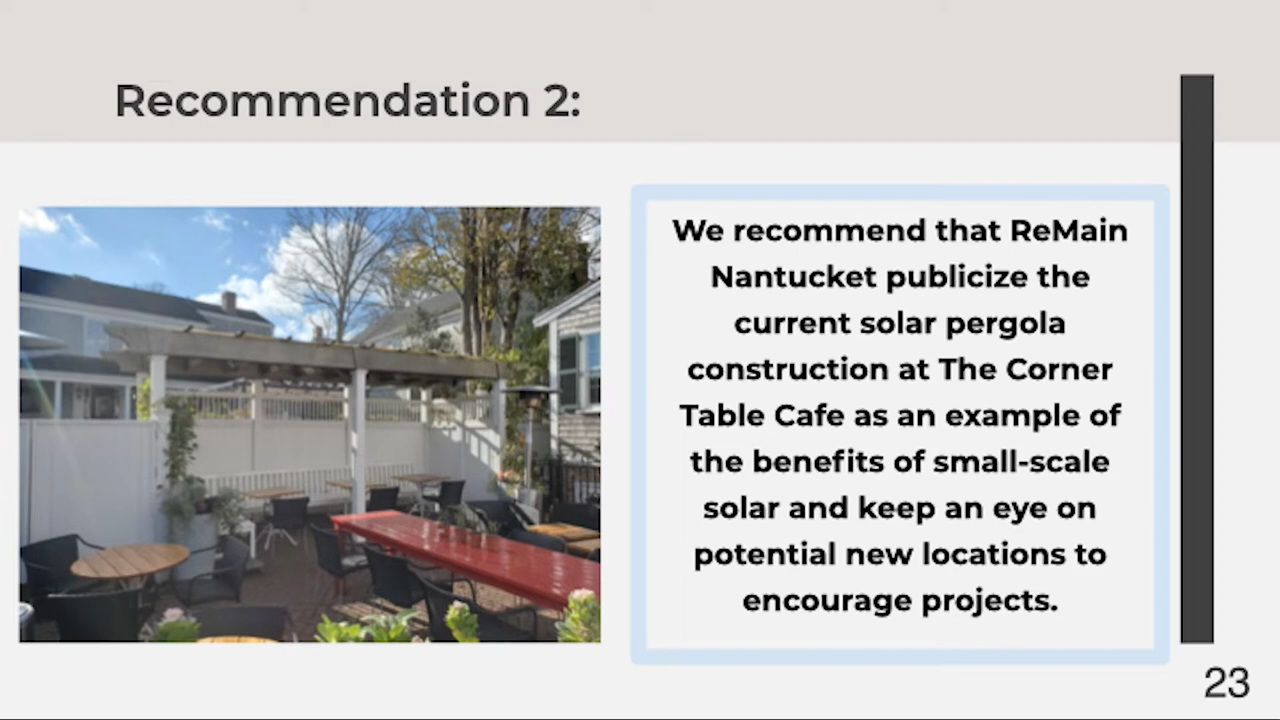 Recommendation 2:
We recommend that ReMain
Nantucket publicize the
current solar pergola
construction at The Corner
Table Cafe as an example of
the benefits of small-scale
solar and keep an eye on
potential new locations to
encourage projects.
23